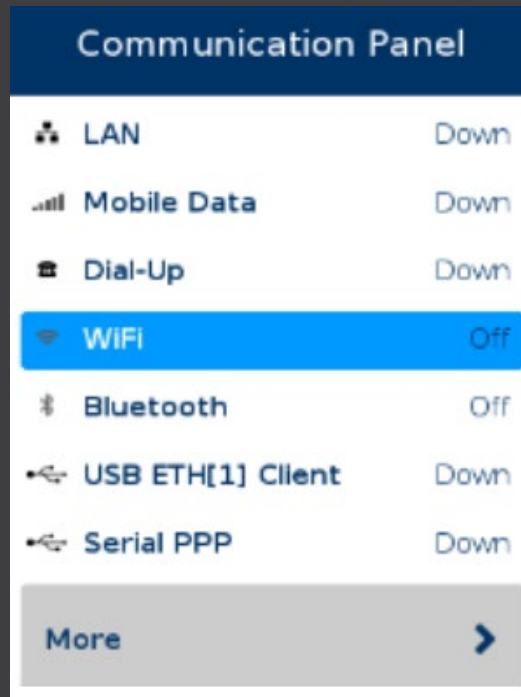 Communication Panel
LAN Down
Mobile Data Down
Dial-Up Down
WiFi Off
Bluetooth Off
USB ETH[1] Client Down
Serial PPP Down
More